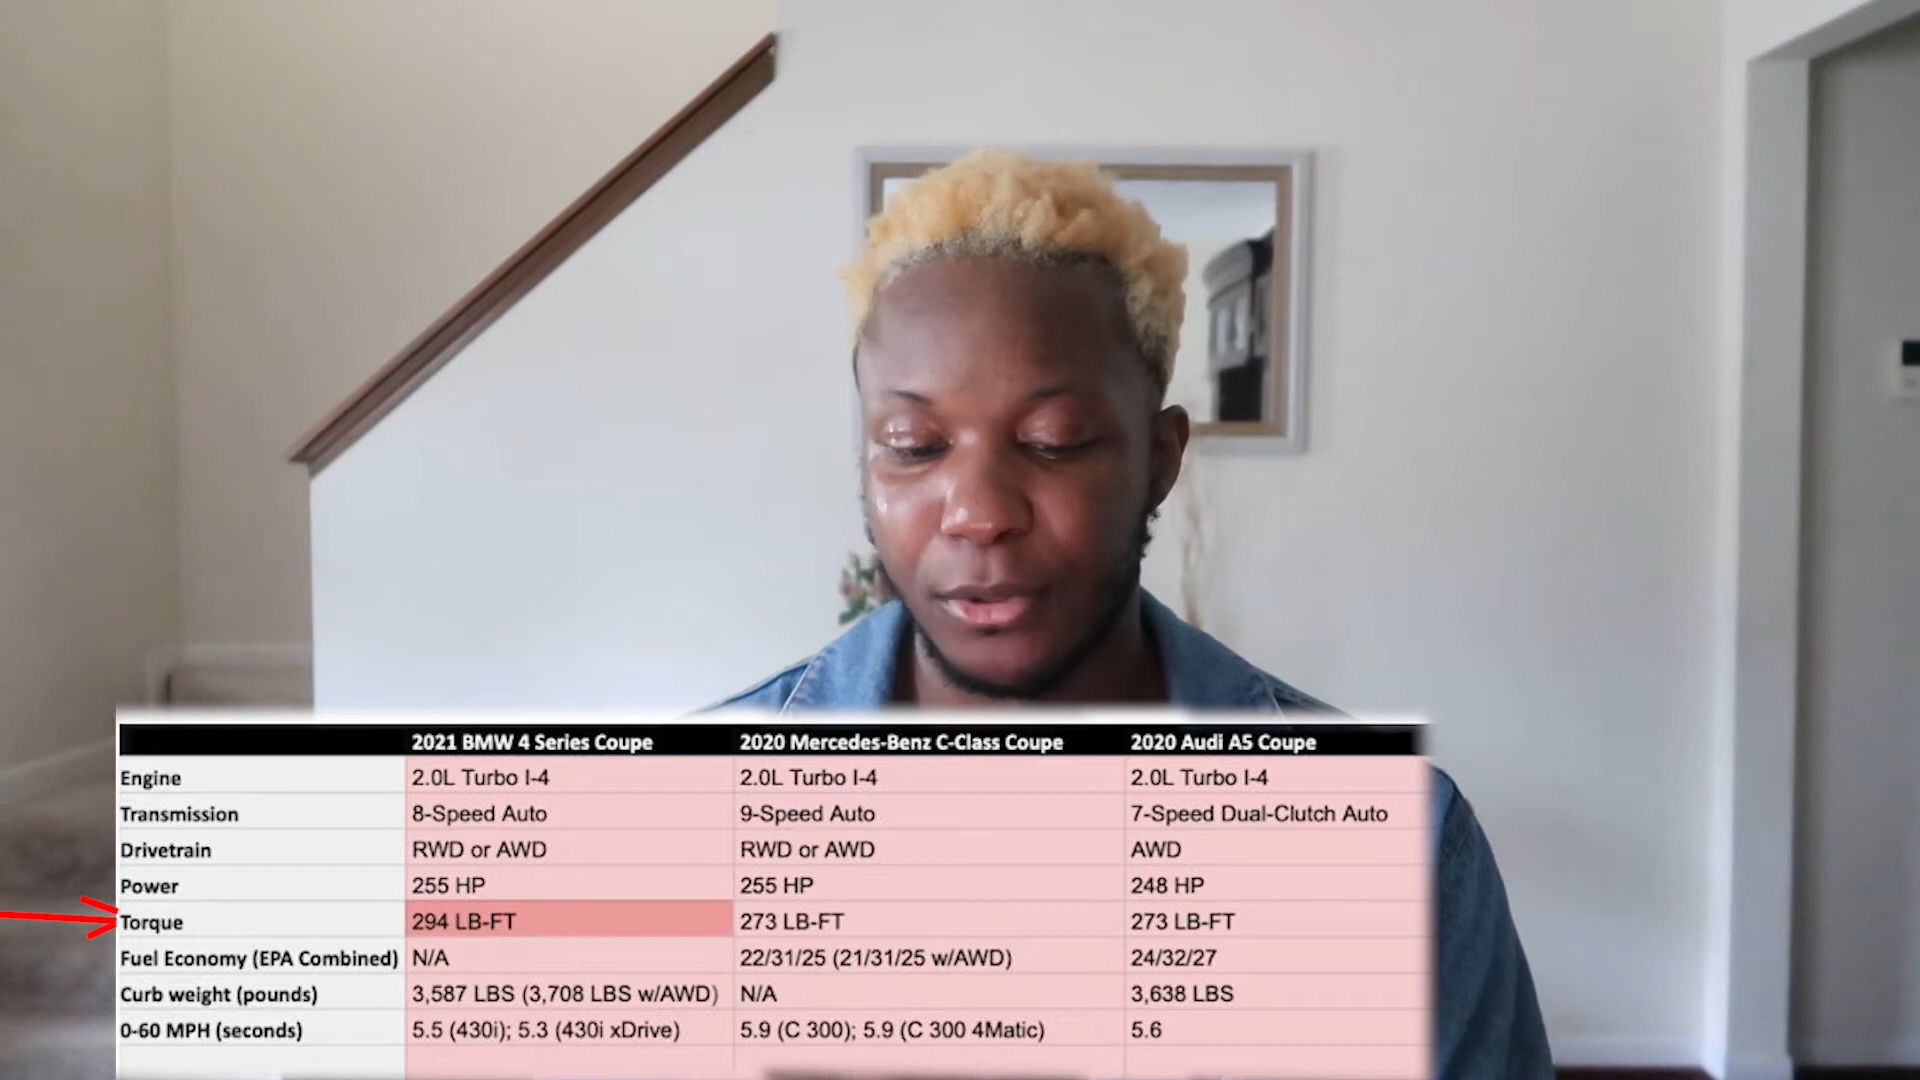 2021 BMW 4 Series Coupe 2020 Mercedes-Benz C-Class Coupe 2020 Audi A5 Coupe
Engine 2.0L Turbo I-4 2.0L Turbo I-4 2.0L Turbo I-4
Transmission 8-Speed Auto 9-Speed Auto 7-Speed Dual-Clutch Auto
Drivetrain RWD or AWD RWD or AWD AWD
Power 255 HP 255 HP 248 HP
Torque 294 LB-FT 273 LB-FT 273 LB-FT
Fuel Economy (EPA Combined) N/A 22/31/25 (21/31/25 w/AWD) 24/32/27
Curb weight (pounds) 3,587 LBS (3,708 LBS w/AWD) N/A 3,638 LBS
0-60 MPH (seconds) 5.5 (430i); 5.3 (430i xDrive) 5.9 (C 300); 5.9 (C 300 4Matic) 5.6